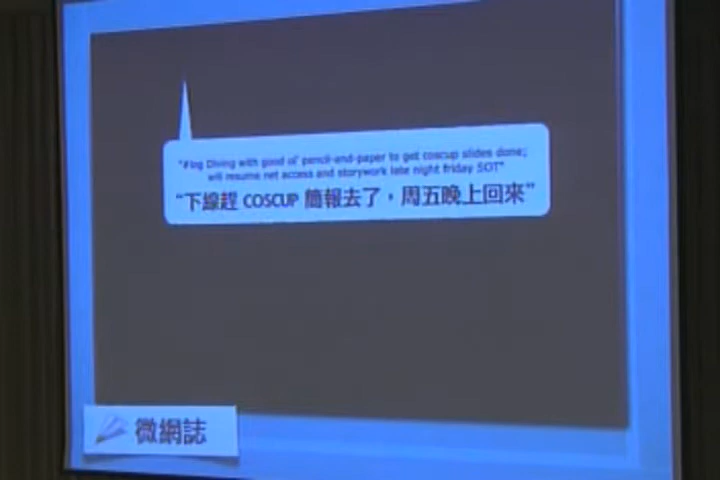 "#log Diving with good ol' pencil-and-paper to get coscup slides done;
will resume net access and storywork late night friday SGT"
“下線趕 COSCUP 簡報去了，周五晚上回來”
微網誌